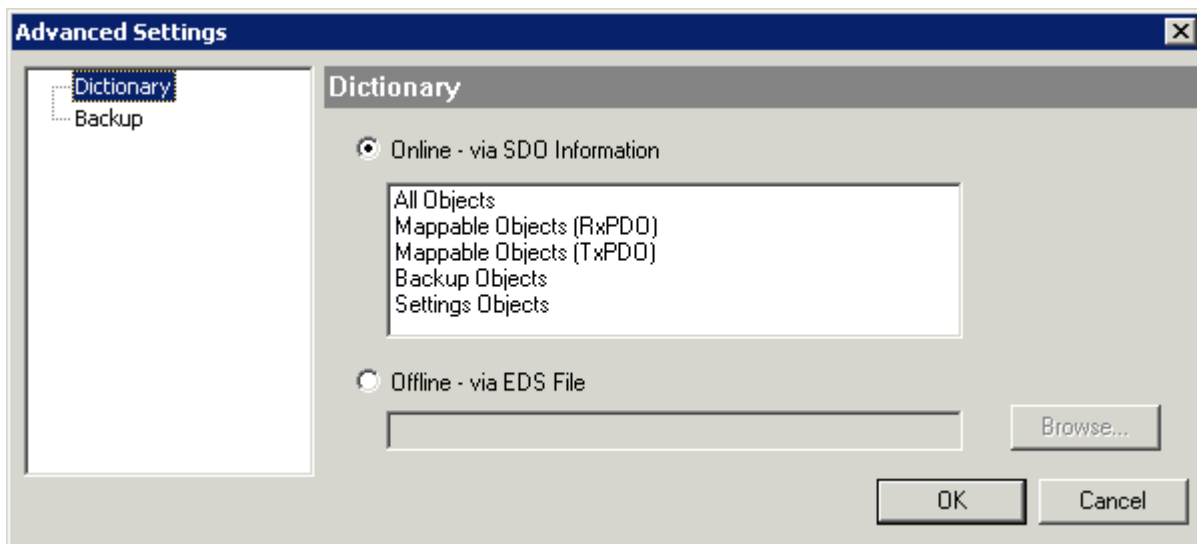 Advanced Settings
Dictionary
Backup
Dictionary
Online - via SDO Information
All Objects
Mappable Objects (RxPDO)
Mappable Objects (TxPDO)
Backup Objects
Settings Objects
Offline - via EDS File
Browse...
OK
Cancel